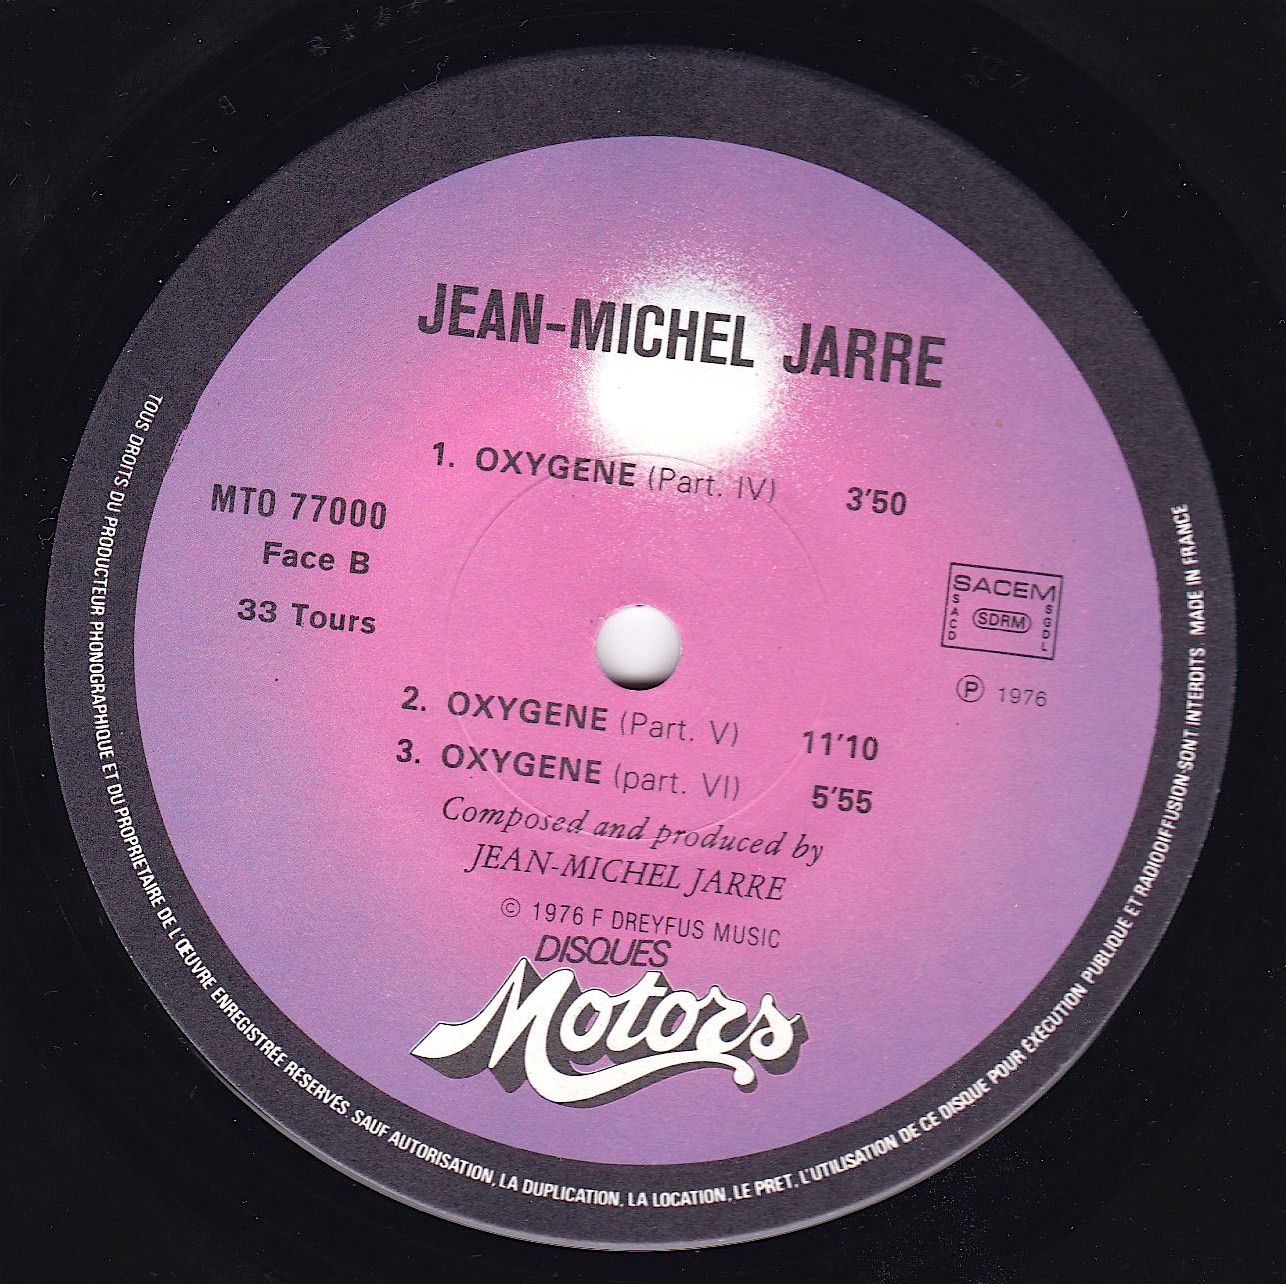 JEAN-MICHEL JARRE
1. OXYGENE (Part. IV) 3'50
MTO 77000
Face B
33 Tours
SACEM
SACD
SDRM
SGDL
Ⓟ 1976
2. OXYGENE (Part. V) 11'10
3. OXYGENE (part. VI) 5'55
Composed and produced by
JEAN-MICHEL JARRE
© 1976 F DREYFUS MUSIC
DISQUES
Motors
TOUS DROITS DU PRODUCTEUR PHONOGRAPHIQUE ET DU PROPRIETAIRE DE L'ŒUVRE ENREGISTRÉE RÉSERVÉS. SAUF AUTORISATION, LA DUPLICATION, LA LOCATION, LE PRET, L'UTILISATION DE CE DISQUE POUR EXECUTION PUBLIQUE ET RADIODIFFUSION SONT INTERDITS MADE IN FRANCE